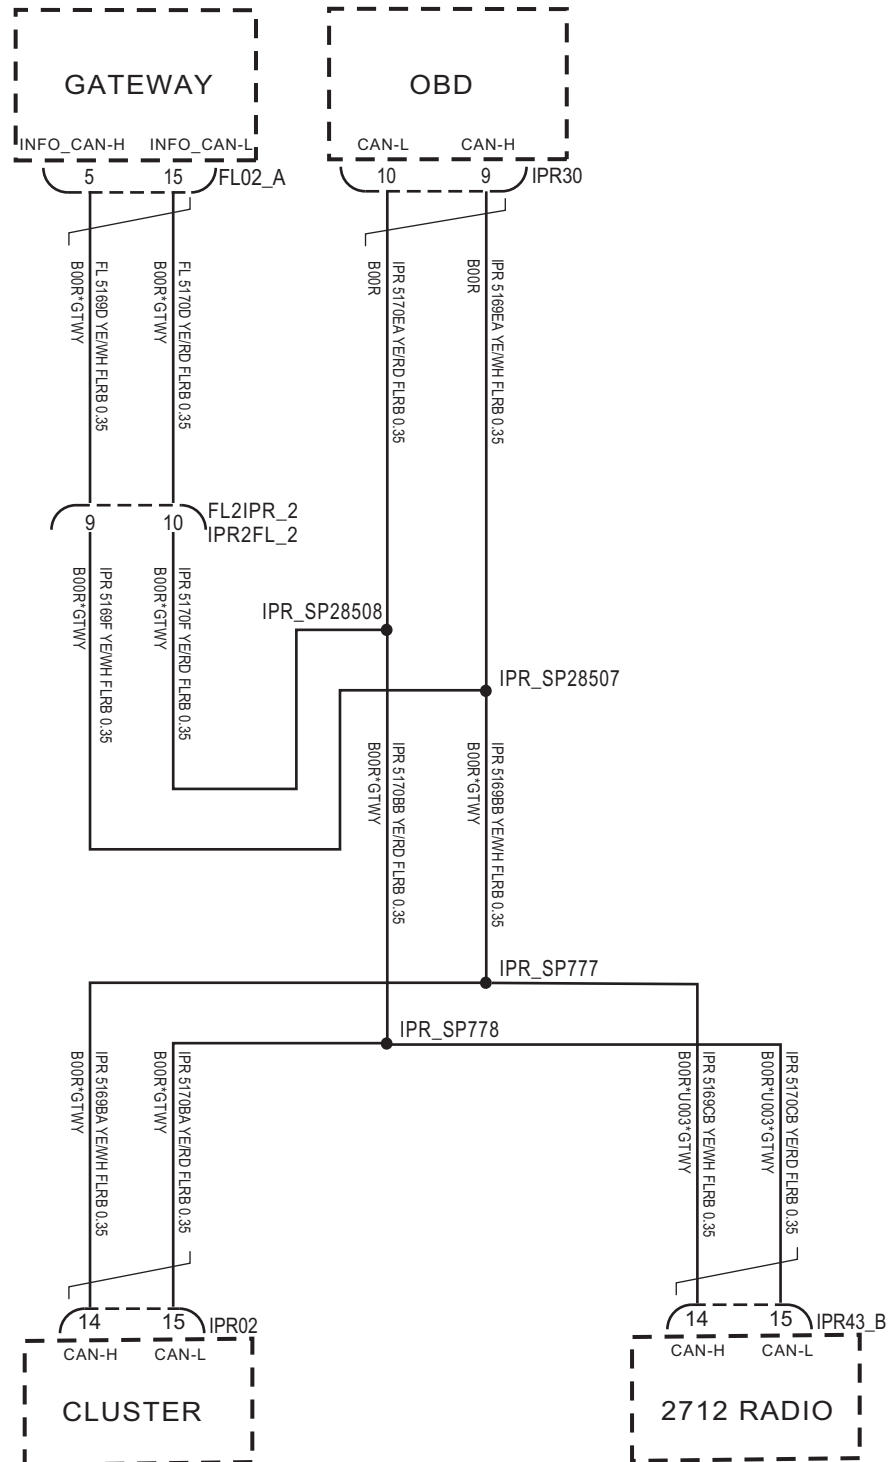 GATEWAY
OBD
INFO_CAN-H
INFO_CAN-L
CAN-L
CAN-H
5
15
FL02_A
10
9
IPR30
FL 5169D YE/WH FLRB 0.35
B00R*GTWY
FL 5170D YE/RD FLRB 0.35
B00R*GTWY
IPR 5170EA YE/RD FLRB 0.35
B00R
IPR 5169EA YE/WH FLRB 0.35
B00R
9
10
FL2IPR_2
IPR2FL_2
IPR 5169F YE/WH FLRB 0.35
B00R*GTWY
IPR 5170F YE/RD FLRB 0.35
B00R*GTWY
IPR_SP28508
IPR_SP28507
IPR 5170BB YE/RD FLRB 0.35
B00R*GTWY
IPR 5169BB YE/WH FLRB 0.35
B00R*GTWY
IPR_SP777
IPR_SP778
IPR 5169BA YE/WH FLRB 0.35
B00R*GTWY
IPR 5170BA YE/RD FLRB 0.35
B00R*GTWY
IPR 5169CB YE/WH FLRB 0.35
B00R*U003*GTWY
IPR 5170CB YE/RD FLRB 0.35
B00R*U003*GTWY
14
15
IPR02
14
15
IPR43_B
CAN-H
CAN-L
CAN-H
CAN-L
CLUSTER
2712 RADIO